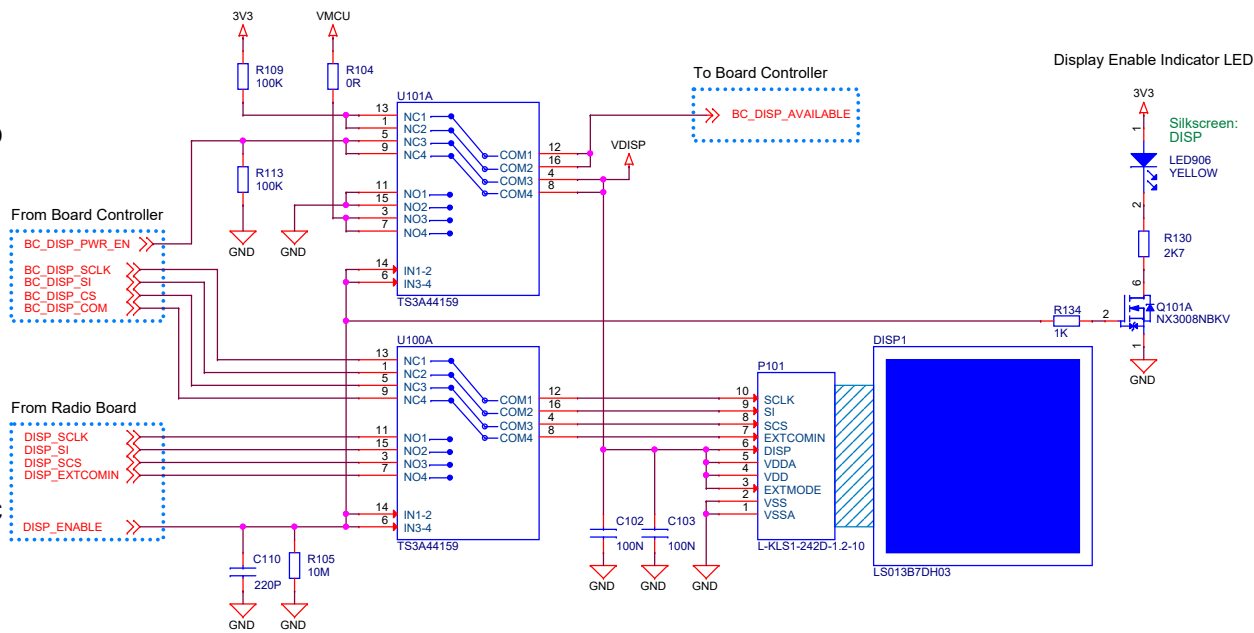 3V3
VMCU
R109
100K
R104
0R
U101A
13
NC1
1
NC2
5
NC3
9
NC4
COM1
12
COM2
16
COM3
4
COM4
8
11
NO1
15
NO2
3
NO3
7
NO4
14
IN1-2
6
IN3-4
TS3A44159
R113
100K
GND
GND
To Board Controller
BC_DISP_AVAILABLE
VDISP
Display Enable Indicator LED
3V3
1
Silkscreen:
DISP
LED906
YELLOW
2
R130
2K7
6
Q101A
NX3008NBKV
2
1
GND
R134
1K
From Board Controller
BC_DISP_PWR_EN
BC_DISP_SCLK
BC_DISP_SI
BC_DISP_CS
BC_DISP_COM
U100A
13
NC1
1
NC2
5
NC3
9
NC4
COM1
12
COM2
16
COM3
4
COM4
8
11
NO1
15
NO2
3
NO3
7
NO4
14
IN1-2
6
IN3-4
TS3A44159
From Radio Board
DISP_SCLK
DISP_SI
DISP_SCS
DISP_EXTCOMIN
DISP_ENABLE
C110
220P
R105
10M
GND
GND
C102
100N
C103
100N
GND
GND
GND
P101
10
SCLK
9
SI
8
SCS
7
EXTCOMIN
6
DISP
5
VDDA
4
VDD
3
EXTMODE
2
VSS
1
VSSA
L-KLS1-242D-1.2-10
DISP1
LS013B7DH03